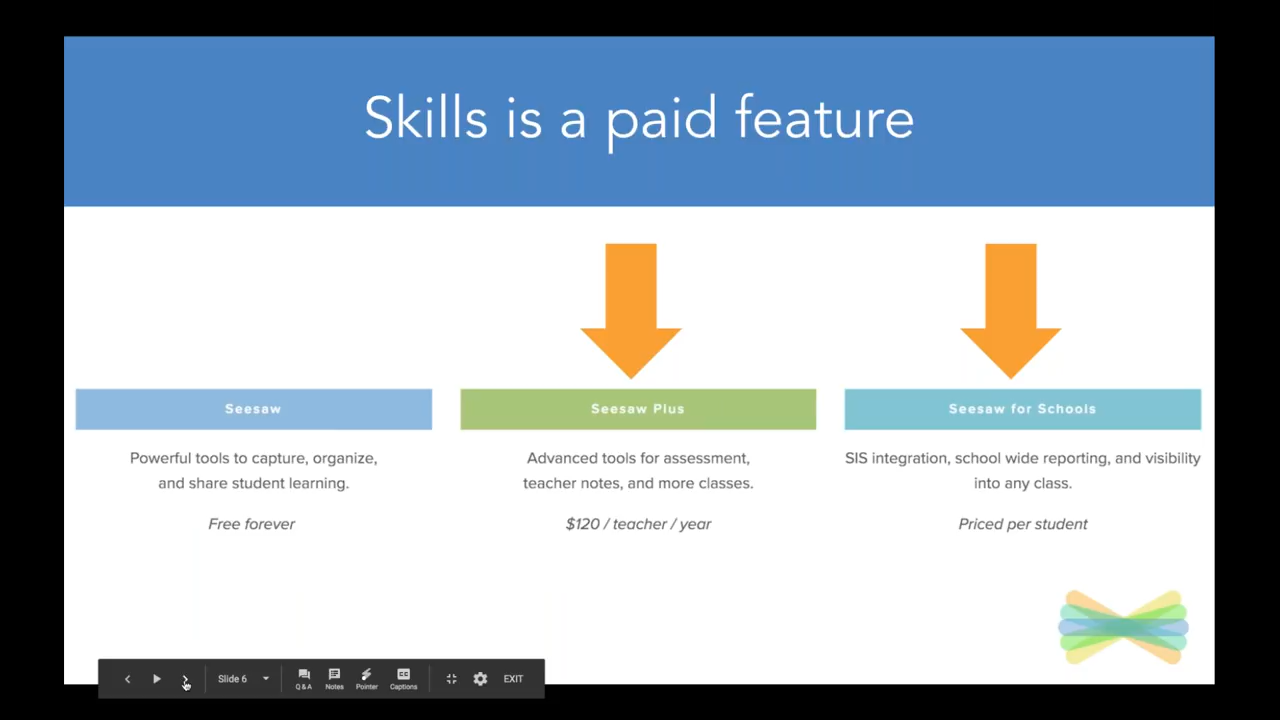 Skills is a paid feature
Seesaw
Seesaw Plus
Seesaw for Schools
Powerful tools to capture, organize,
and share student learning.
Free forever
Advanced tools for assessment,
teacher notes, and more classes.
$120 / teacher / year
SIS integration, school wide reporting, and visibility
into any class.
Priced per student
Slide 6
Q & A
Notes
Pointer
CC
Captions
EXIT